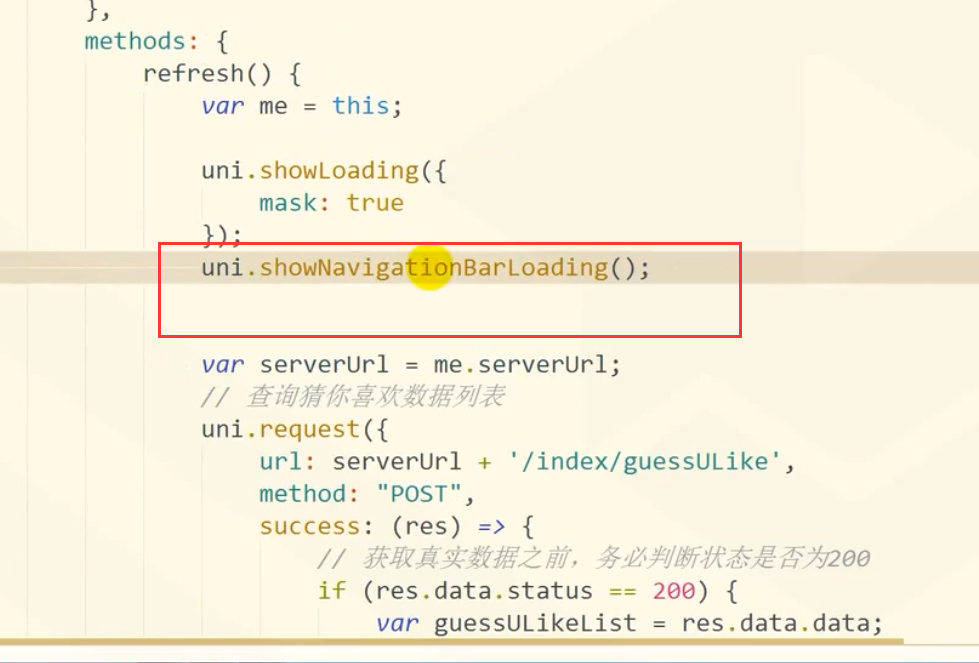 },
methods: {
refresh() {
var me = this;
uni.showLoading({
mask: true
});
uni.showNavigationBarLoading();
var serverUrl = me.serverUrl;
// 查询猜你喜欢数据列表
uni.request({
url: serverUrl + '/index/guessULike',
method: "POST",
success: (res) => {
// 获取真实数据之前，务必判断状态是否为200
if (res.data.status == 200) {
var guessULikeList = res.data.data;